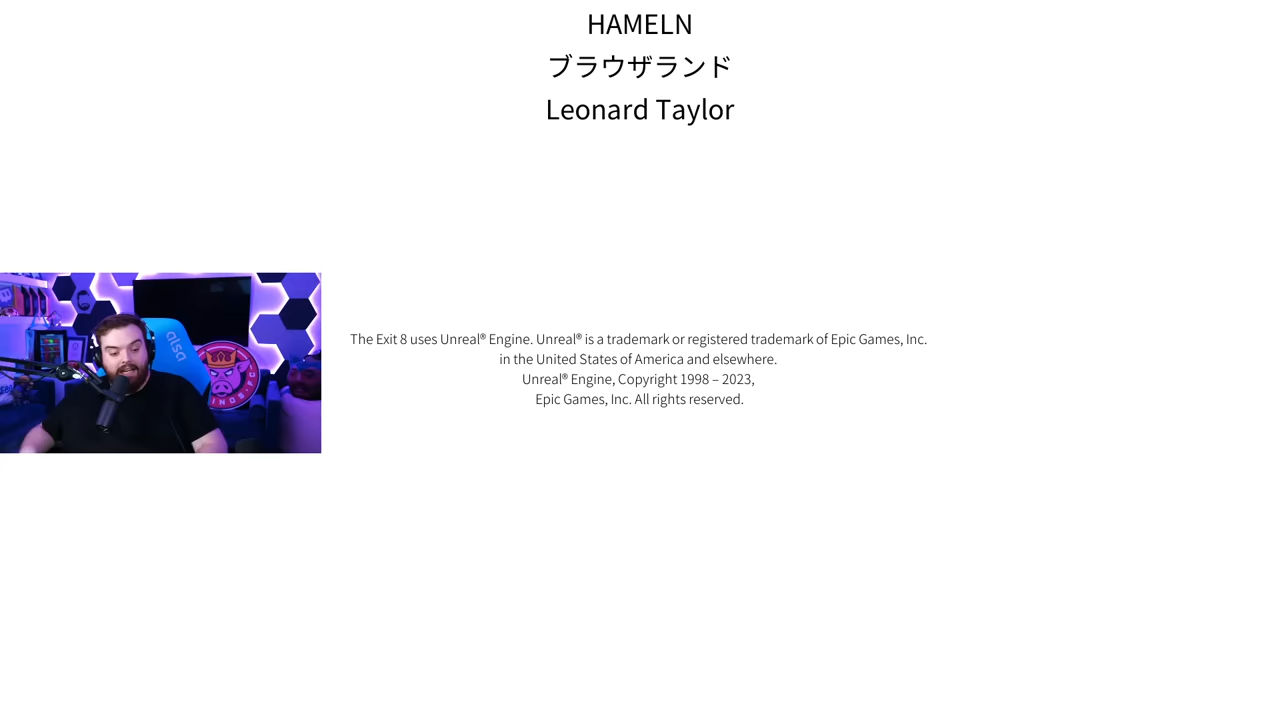 HAMELN
ブラウザランド
Leonard Taylor
alsa
The Exit 8 uses Unreal® Engine. Unreal® is a trademark or registered trademark of Epic Games, Inc.
in the United States of America and elsewhere.
Unreal® Engine, Copyright 1998 – 2023,
Epic Games, Inc. All rights reserved.